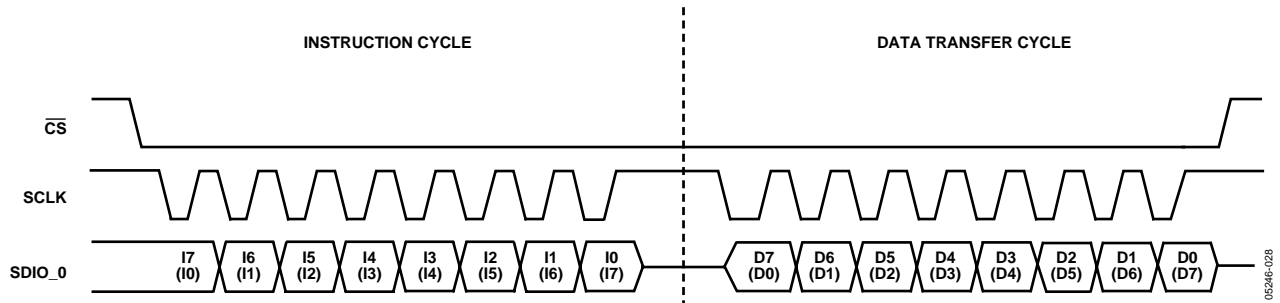 INSTRUCTION CYCLE
DATA TRANSFER CYCLE
CS
SCLK
SDIO_0
I7 I6 I5 I4 I3 I2 I1 I0
(I0) (I1) (I2) (I3) (I4) (I5) (I6) (I7)
D7 D6 D5 D4 D3 D2 D1 D0
(D0) (D1) (D2) (D3) (D4) (D5) (D6) (D7)
05246-028